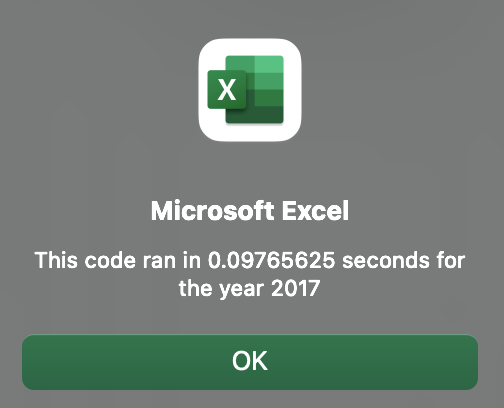 X
Microsoft Excel
This code ran in 0.09765625 seconds for
the year 2017
OK